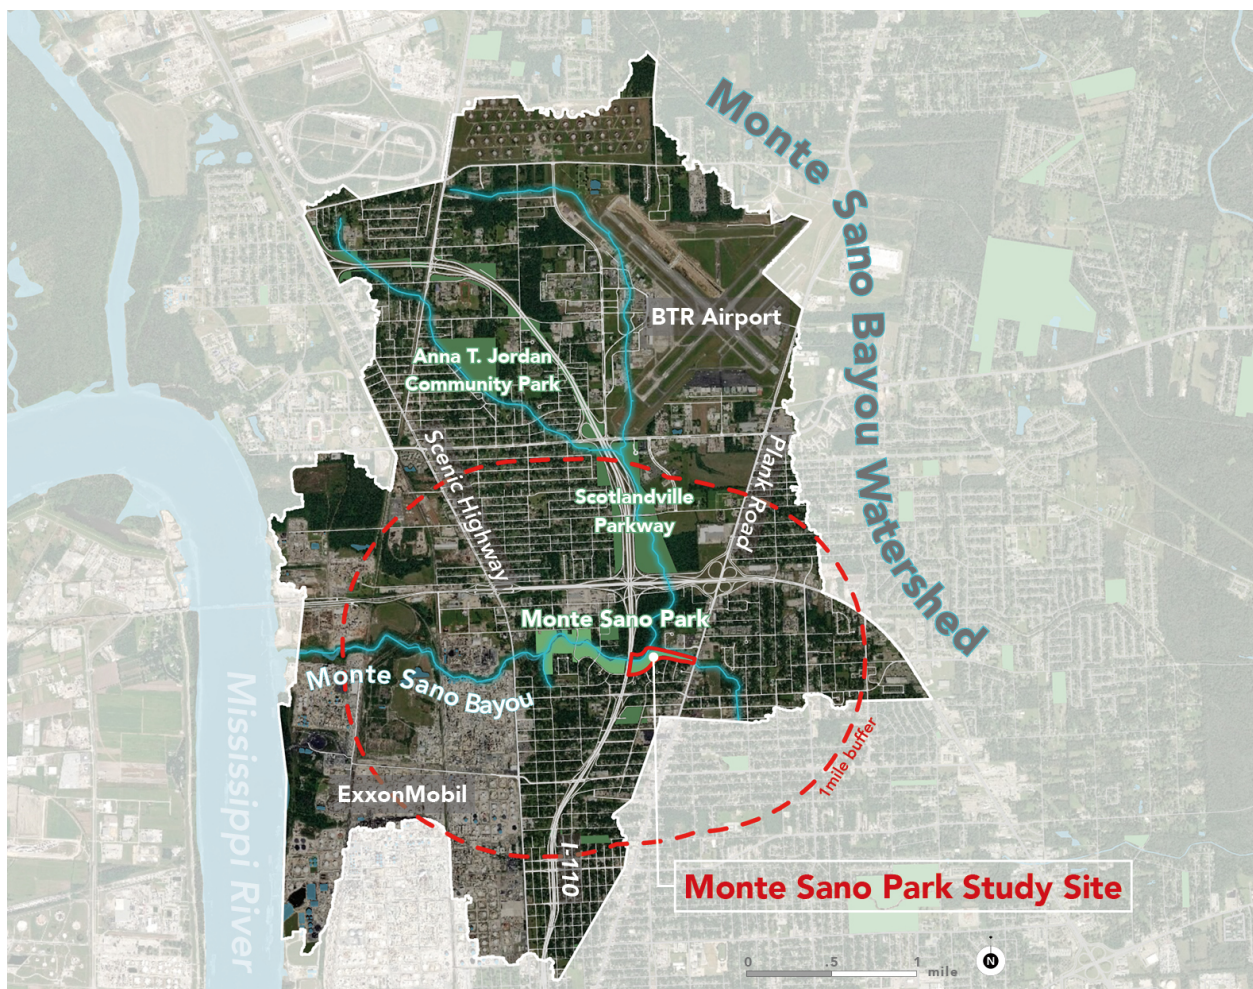 Monte Sano Bayou Watershed
BTR Airport
Anna T. Jordan
Community Park
Scenic Highway
Plank Road
Scotlandville
Parkway
Monte Sano Park
Monte Sano Bayou
Mississippi River
1mile buffer
ExxonMobil
I-110
Monte Sano Park Study Site
0 .5 1
mile
N